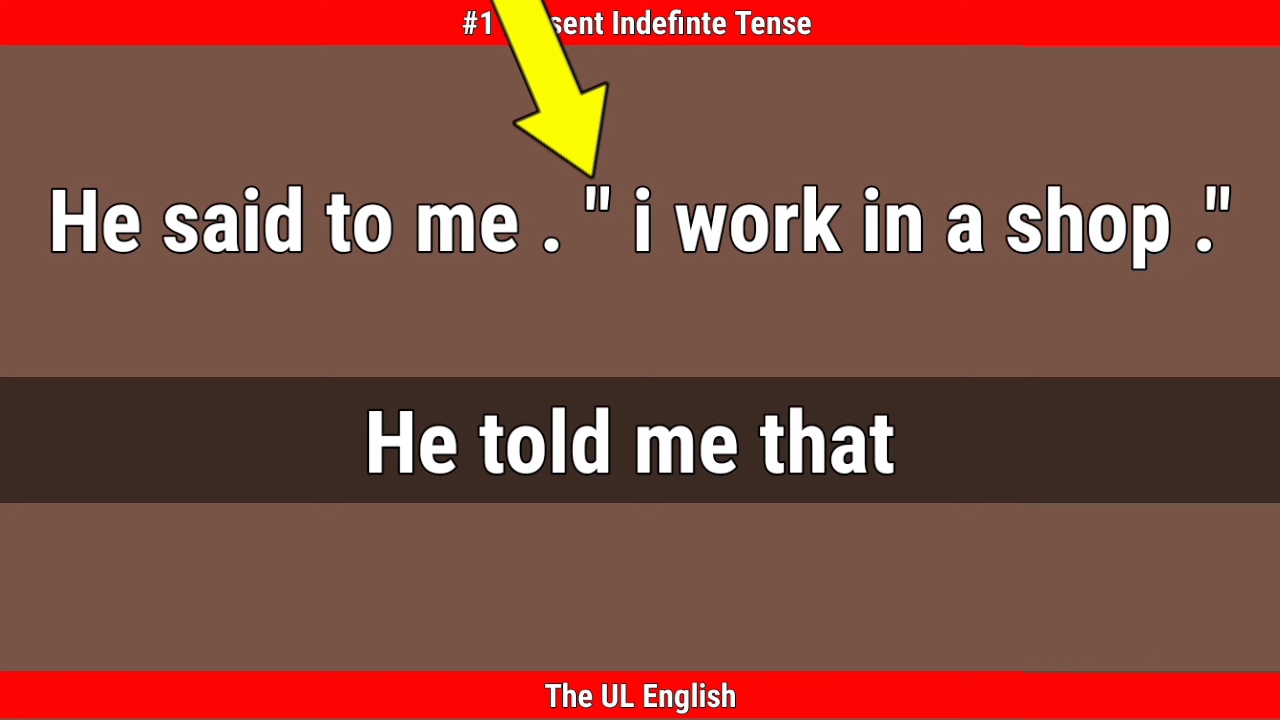 #1 sent Indefinte Tense
He said to me . " i work in a shop ."
He told me that
The UL English